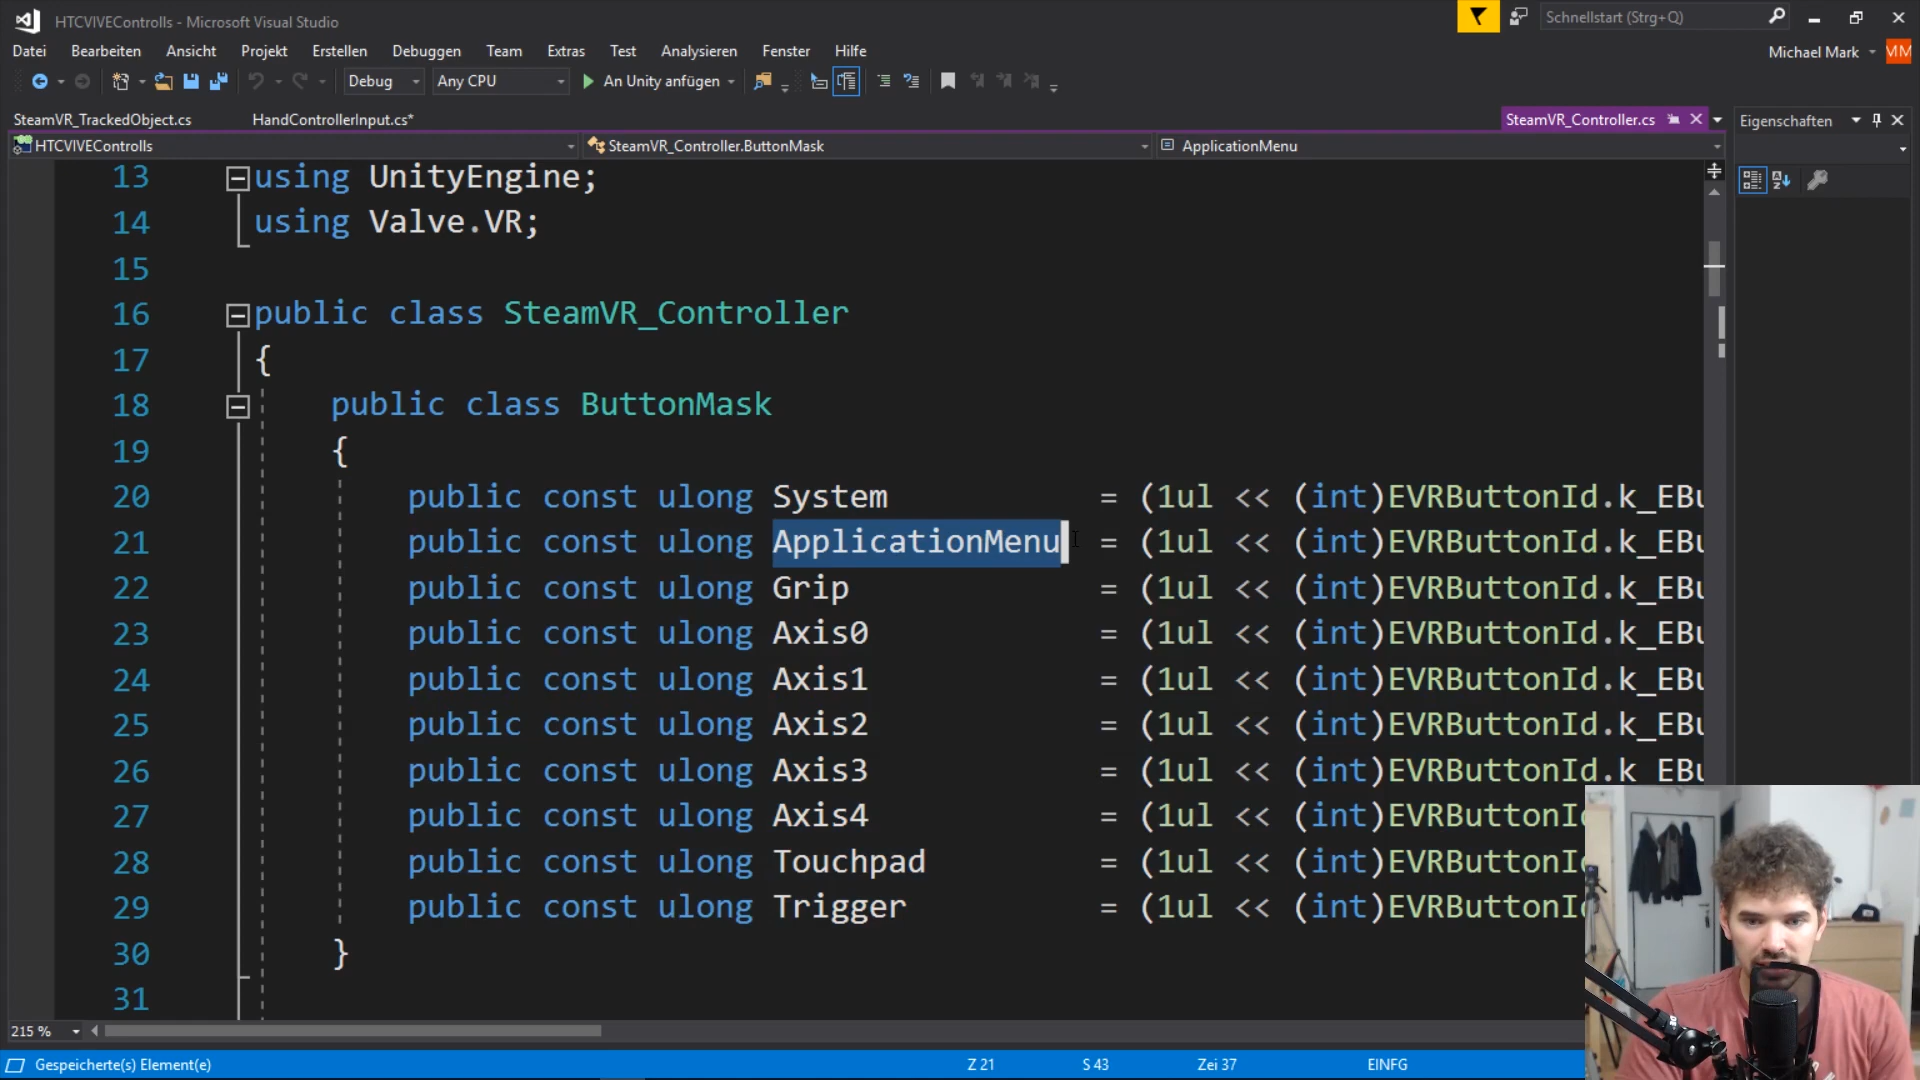 HTCVIVEControlls - Microsoft Visual Studio
Schnellstart (Strg+Q)
Datei Bearbeiten Ansicht Projekt Erstellen Debuggen Team Extras Test Analysieren Fenster Hilfe
Michael Mark MM
Debug Any CPU An Unity anfügen
SteamVR_TrackedObject.cs HandControllerInput.cs* SteamVR_Controller.cs
Eigenschaften
HTCVIVEControlls SteamVR_Controller.ButtonMask ApplicationMenu
13 using UnityEngine;
14 using Valve.VR;
15
16 public class SteamVR_Controller
17 {
18 public class ButtonMask
19 {
20 public const ulong System = (1ul << (int)EVRButtonId.k_EBu
21 public const ulong ApplicationMenu = (1ul << (int)EVRButtonId.k_EBu
22 public const ulong Grip = (1ul << (int)EVRButtonId.k_EBu
23 public const ulong Axis0 = (1ul << (int)EVRButtonId.k_EBu
24 public const ulong Axis1 = (1ul << (int)EVRButtonId.k_EBu
25 public const ulong Axis2 = (1ul << (int)EVRButtonId.k_EBu
26 public const ulong Axis3 = (1ul << (int)EVRButtonId.k_EBu
27 public const ulong Axis4 = (1ul << (int)EVRButtonI
28 public const ulong Touchpad = (1ul << (int)EVRButtonI
29 public const ulong Trigger = (1ul << (int)EVRButtonI
30 }
31
215 %
Gespeicherte(s) Element(e) Z 21 S 43 Zei 37 EINFG